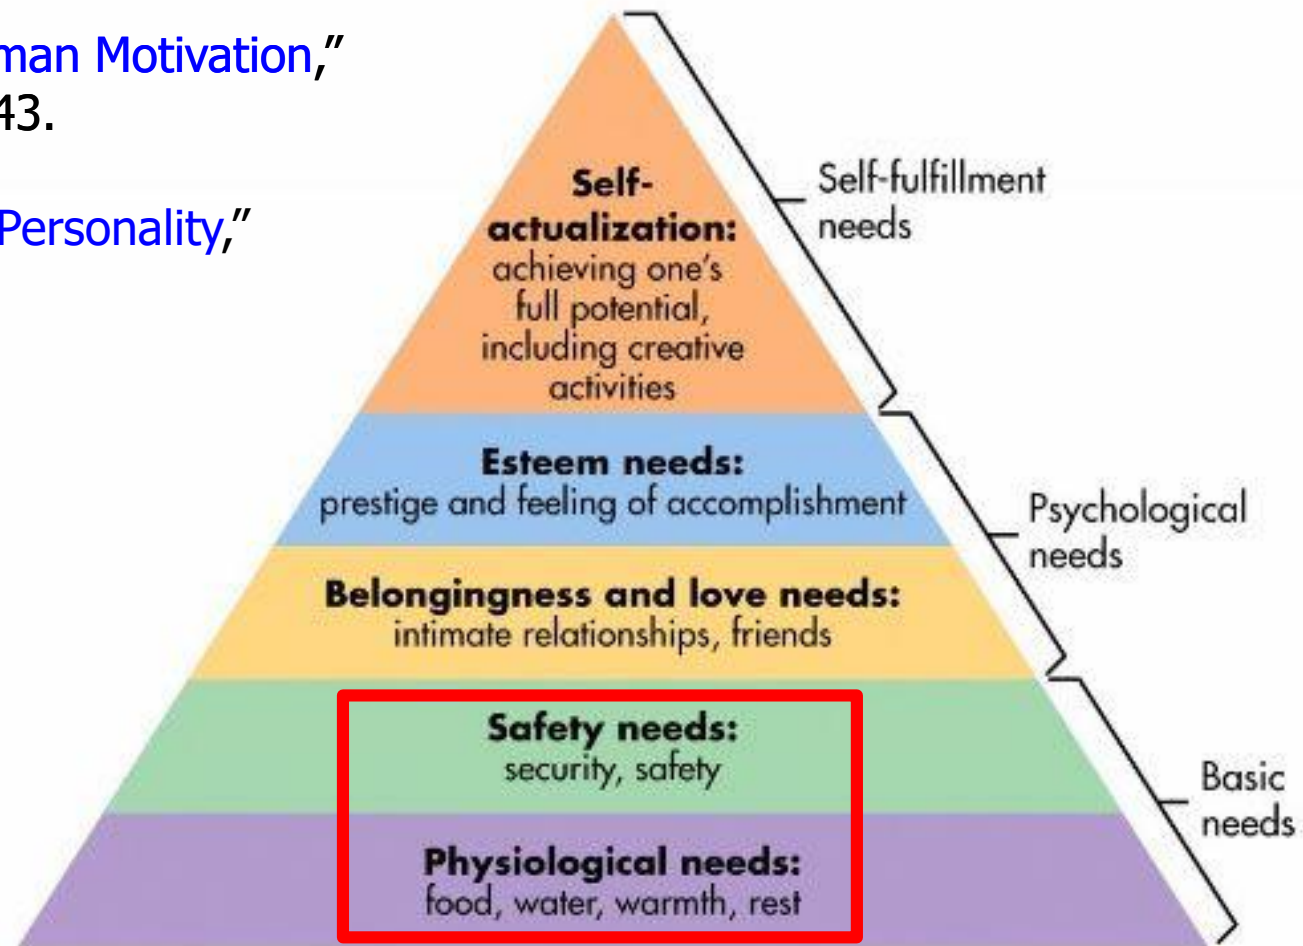 man Motivation,”
43.
Personality,”
Self-
actualization:
achieving one’s
full potential,
including creative
activities
Self-fulfillment
needs
Esteem needs:
prestige and feeling of accomplishment
Psychological
needs
Belongingness and love needs:
intimate relationships, friends
Safety needs:
security, safety
Basic
needs
Physiological needs:
food, water, warmth, rest